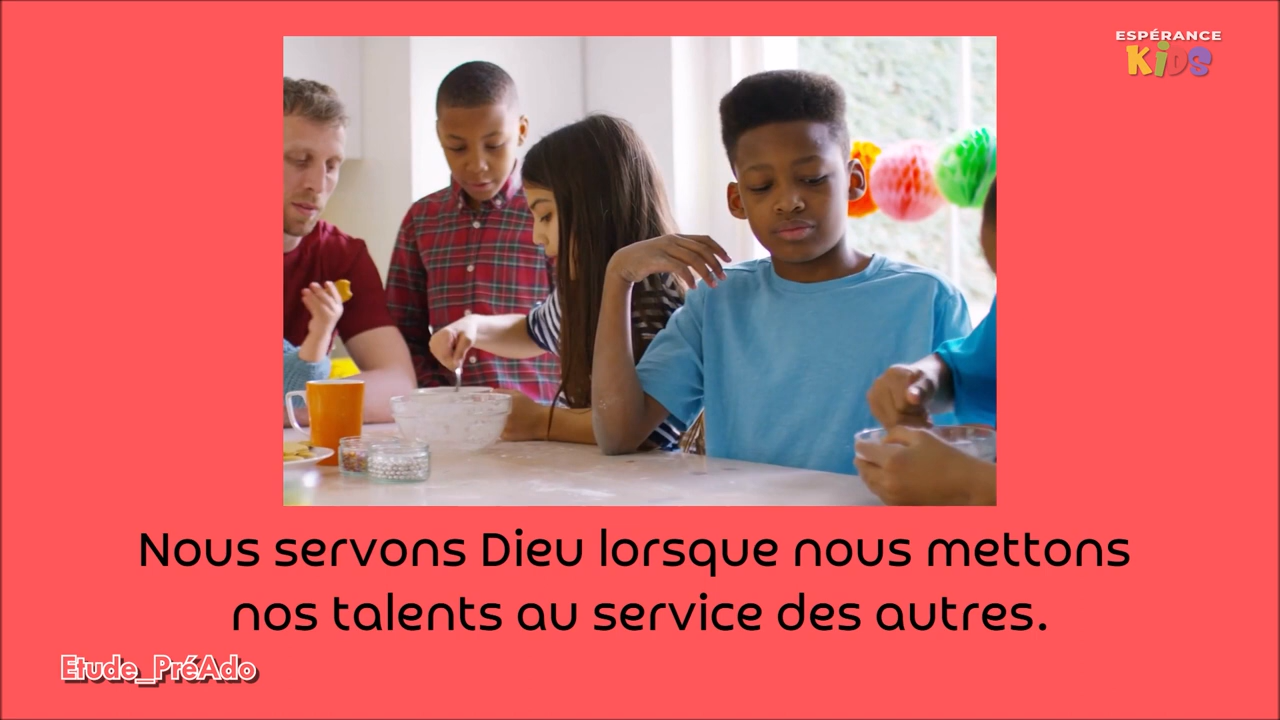 ESPÉRANCE
KiDS
Nous servons Dieu lorsque nous mettons
nos talents au service des autres.
Etude_PréAdo